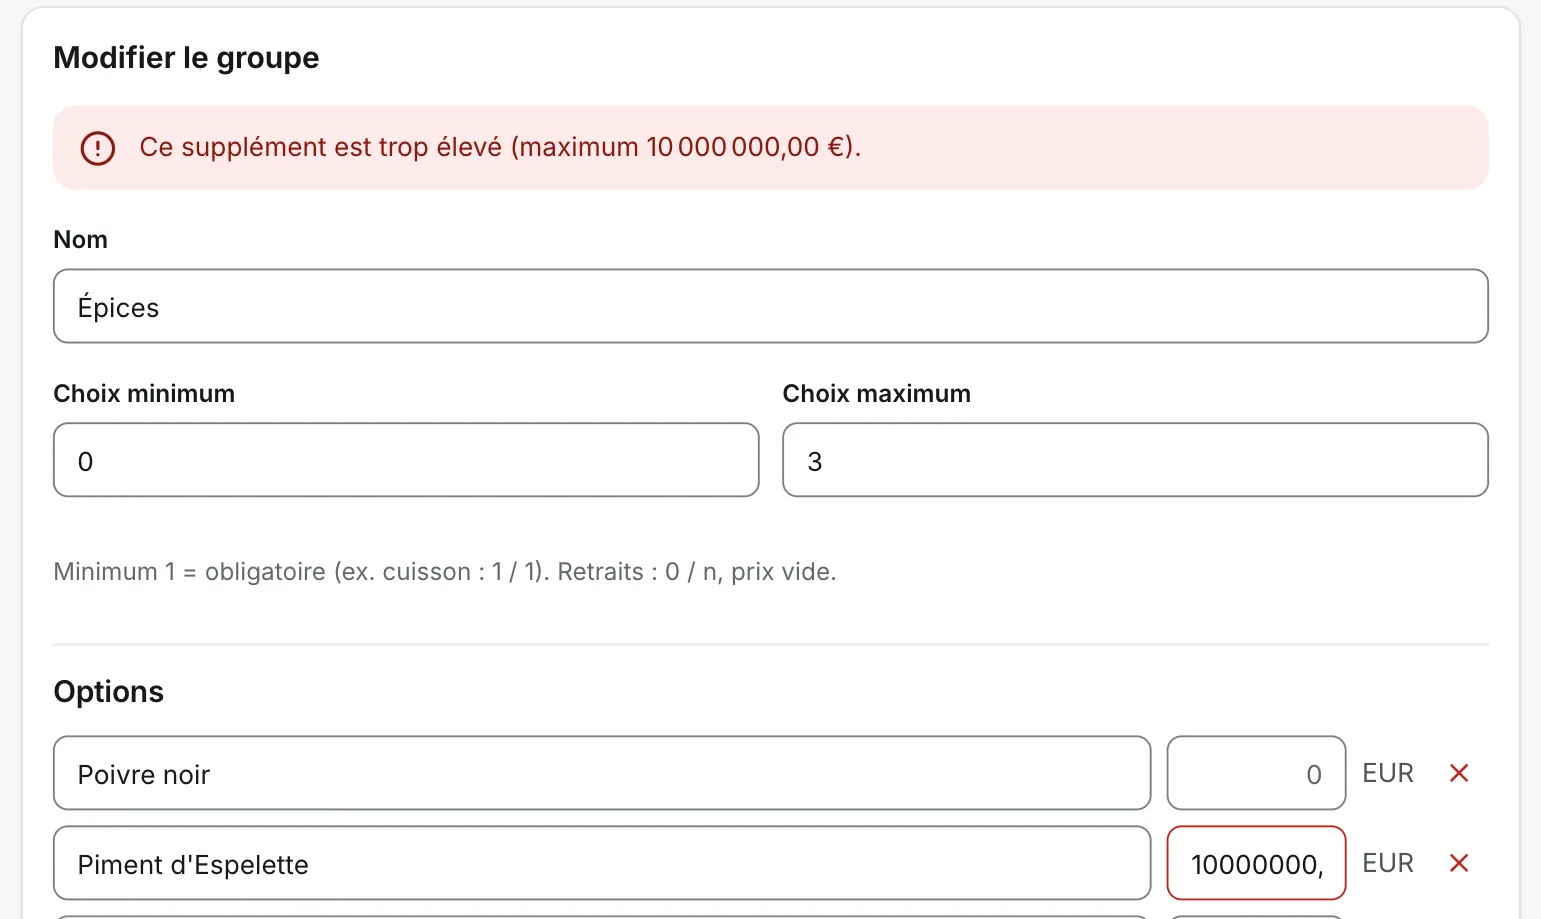 Modifier le groupe
Ce supplément est trop élevé (maximum 10 000 000,00 €).
Nom
Épices
Choix minimum
Choix maximum
0
3
Minimum 1 = obligatoire (ex. cuisson : 1 / 1). Retraits : 0 / n, prix vide.
Options
Poivre noir 0 EUR
Piment d'Espelette 10000000, EUR